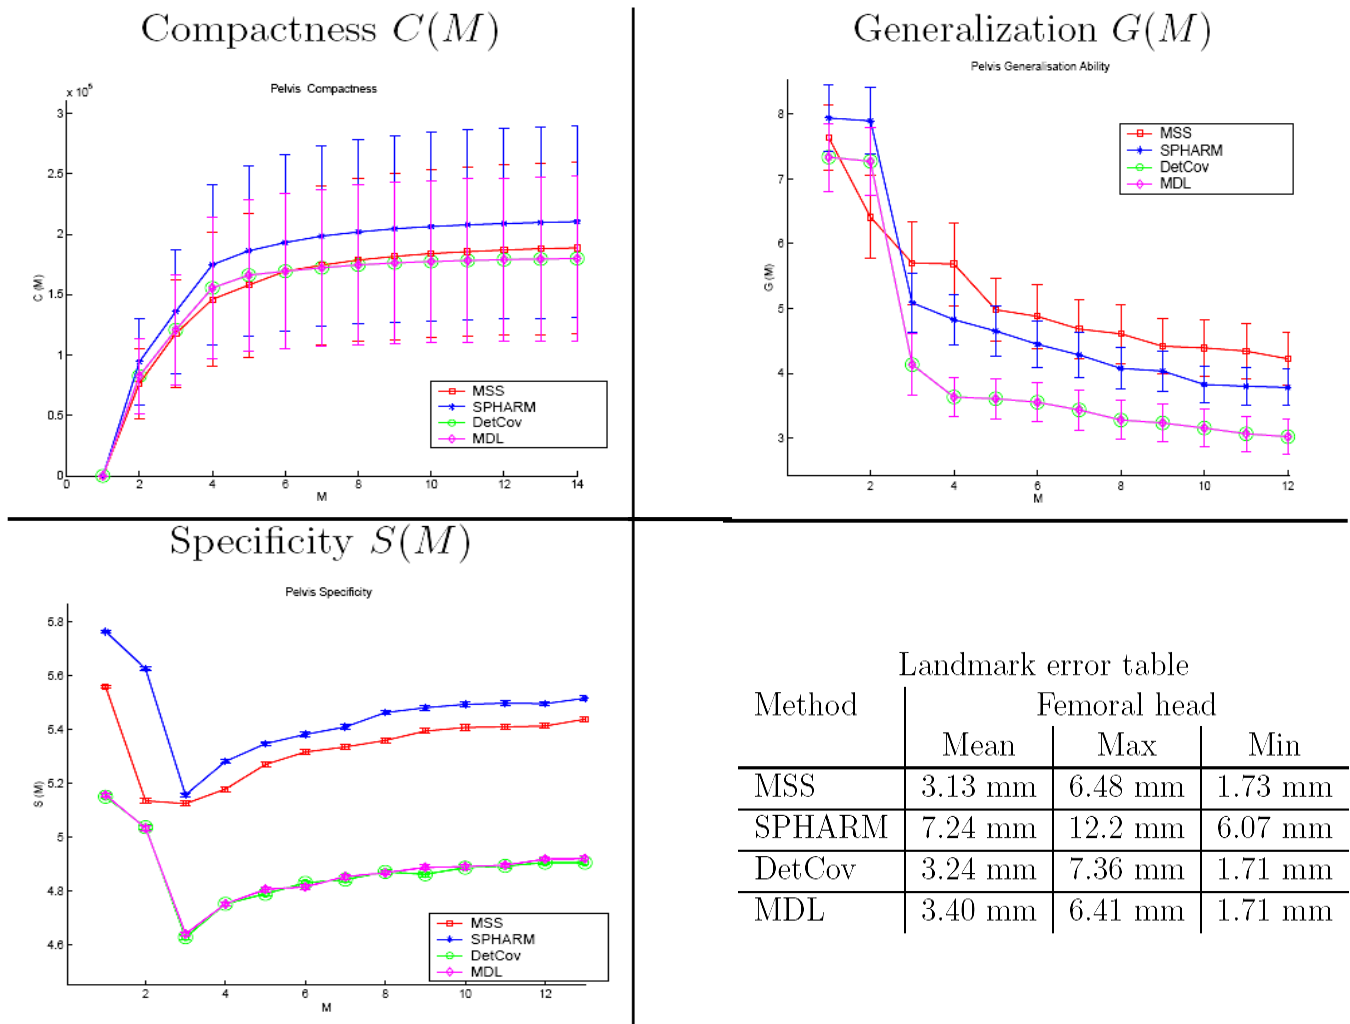 Compactness C(M)
Pelvis Compactness
x 10⁵
3
2.5
2
1.5
1
0.5
0
C (M)
0 2 4 6 8 10 12 14
M
MSS
SPHARM
DetCov
MDL
Generalization G(M)
Pelvis Generalisation Ability
8
7
6
5
4
3
G (M)
2 4 6 8 10 12
M
MSS
SPHARM
DetCov
MDL
Specificity S(M)
Pelvis Specificity
5.8
5.6
5.4
5.2
5
4.8
4.6
S (M)
2 4 6 8 10 12
M
MSS
SPHARM
DetCov
MDL
Landmark error table
Method Femoral head
Mean Max Min
MSS 3.13 mm 6.48 mm 1.73 mm
SPHARM 7.24 mm 12.2 mm 6.07 mm
DetCov 3.24 mm 7.36 mm 1.71 mm
MDL 3.40 mm 6.41 mm 1.71 mm